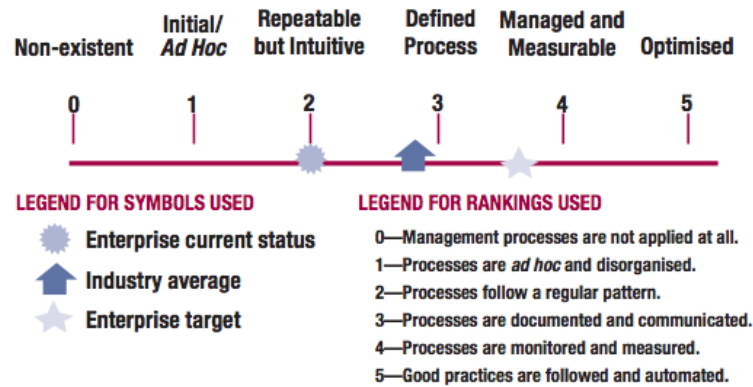 Non-existent
Initial/
Ad Hoc
Repeatable
but Intuitive
Defined
Process
Managed and
Measurable
Optimised
0 1 2 3 4 5
LEGEND FOR SYMBOLS USED
Enterprise current status
Industry average
Enterprise target
LEGEND FOR RANKINGS USED
0—Management processes are not applied at all.
1—Processes are ad hoc and disorganised.
2—Processes follow a regular pattern.
3—Processes are documented and communicated.
4—Processes are monitored and measured.
5—Good practices are followed and automated.